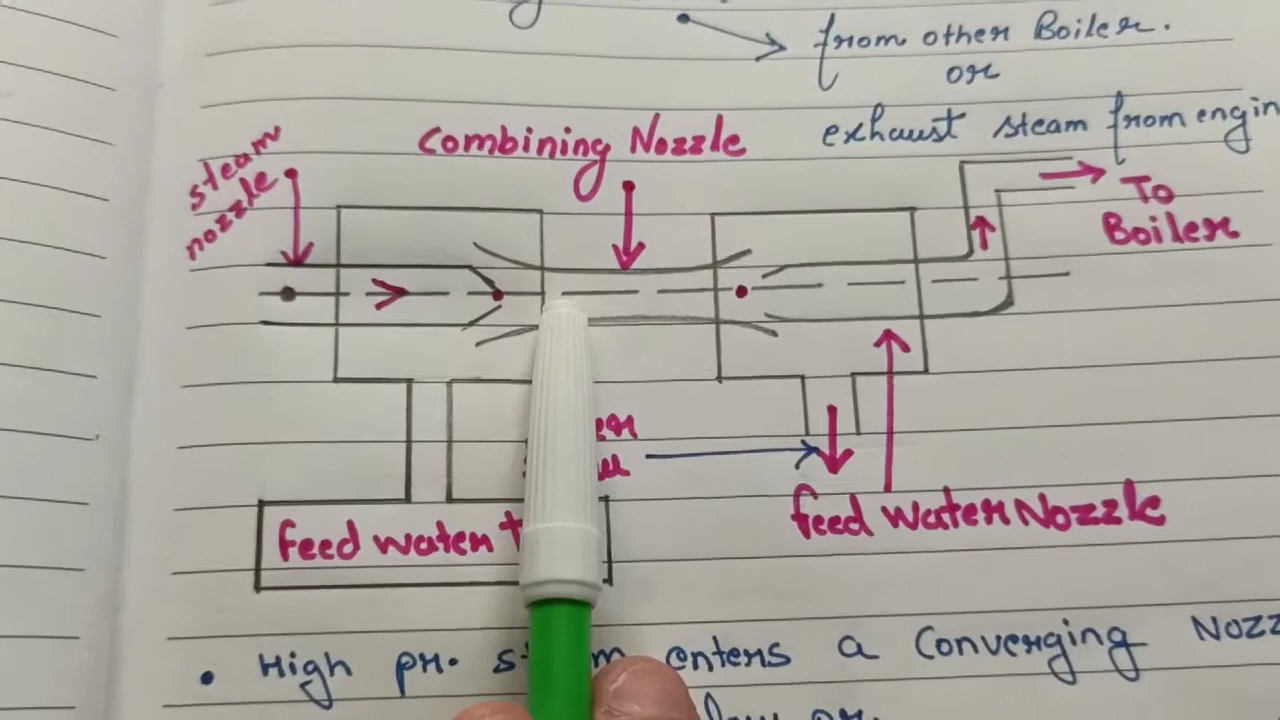 from other Boiler.
or
exhaust steam from engin
steam
nozzle
Combining Nozzle
To
Boiler
feed water Nozzle
feed water t
• High pr. st m enters a Converging Nozz